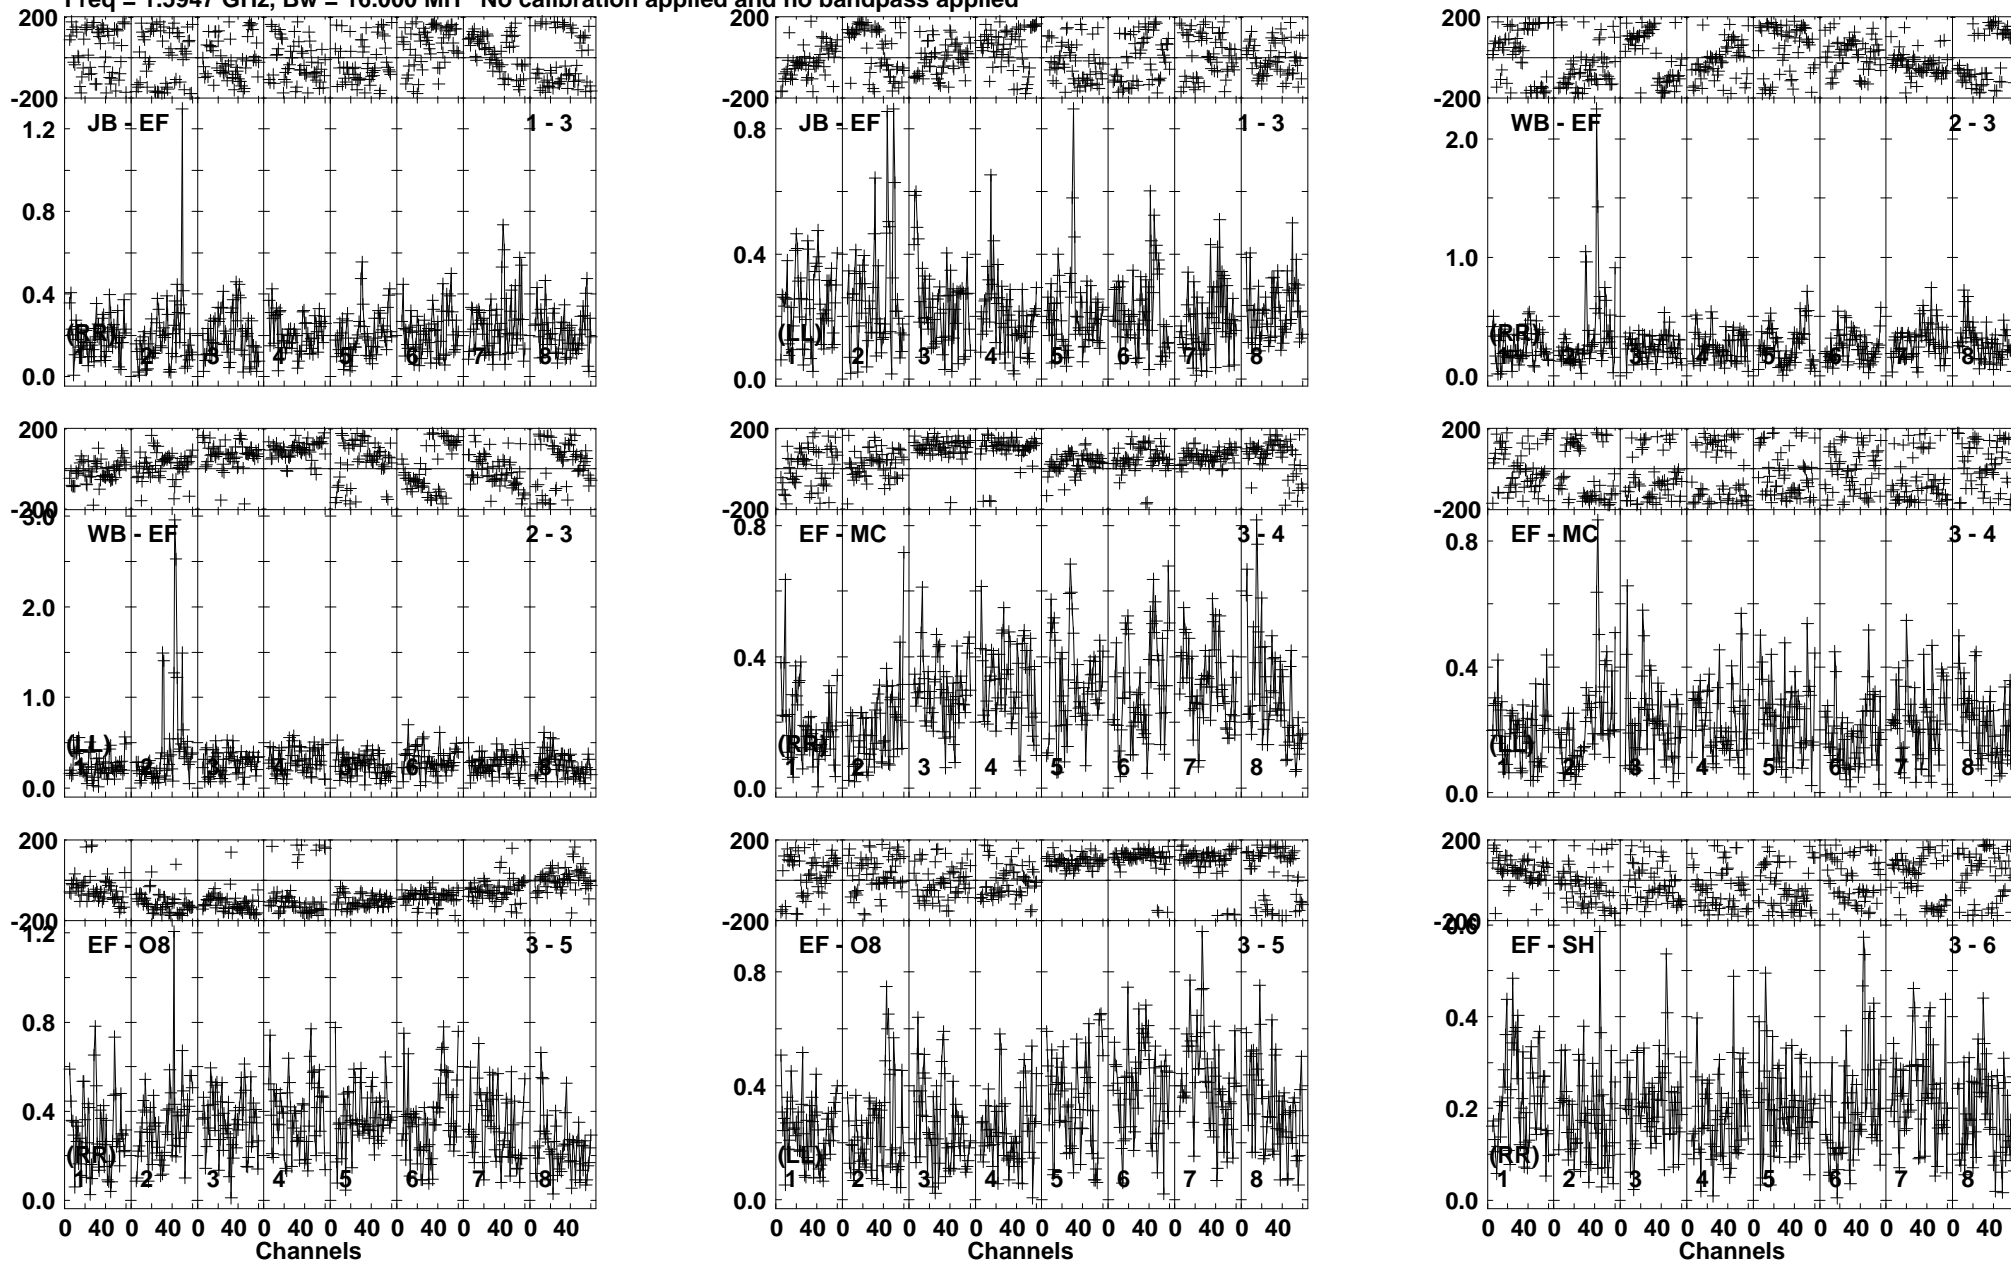 Freq = 1.5947 GHz, Bw = 16.000 MH No calibration applied and no bandpass applied
200 200 200
-200 -200 -200
JB - EF 1 - 3 JB - EF 1 - 3 WB - EF 2 - 3
1.2 0.8 2.0
0.8 0.4 1.0
0.4
(RR) (LL) (RR)
1 2 3 4 5 6 7 8 1 2 3 4 5 6 7 8 1 2 3 4 5 6 7 8
0.0 0.0 0.0
200 200 200
-200 -200 -200
3.0 0.8 0.8
WB - EF 2 - 3 EF - MC 3 - 4 EF - MC 3 - 4
2.0 0.4 0.4
1.0
(LL) (RR) (LL)
1 2 3 4 5 6 7 8 1 2 3 4 5 6 7 8 1 2 3 4 5 6 7 8
0.0 0.0 0.0
200 200 200
-200 -200 -200
1.2 0.8 0.6
EF - O8 3 - 5 EF - O8 3 - 5 EF - SH 3 - 6
0.8 0.4 0.4
0.4 0.2
(RR) (LL) (RR)
1 2 3 4 5 6 7 8 1 2 3 4 5 6 7 8 1 2 3 4 5 6 7 8
0.0 0.0 0.0
0 40 0 40 0 40 0 40 0 40 0 40 0 40 0 40 0 40 0 40 0 40 0 40 0 40 0 40 0 40 0 40 0 40 0 40 0 40 0 40 0 40 0 40 0 40 0 40
Channels Channels Channels